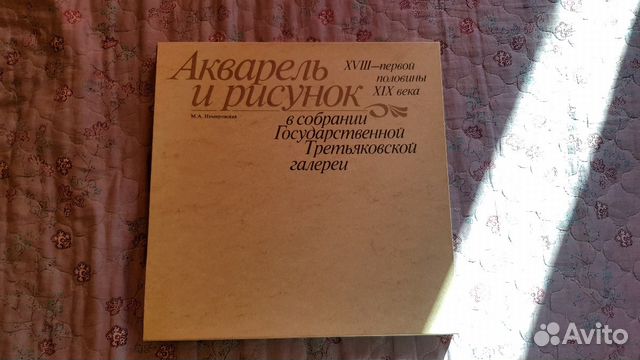 Акварель
и рисунок
XVIII—первой
половины
XIX века
М.А. Немировская
в собрании
Государственной
Третьяковской
галереи
Avito